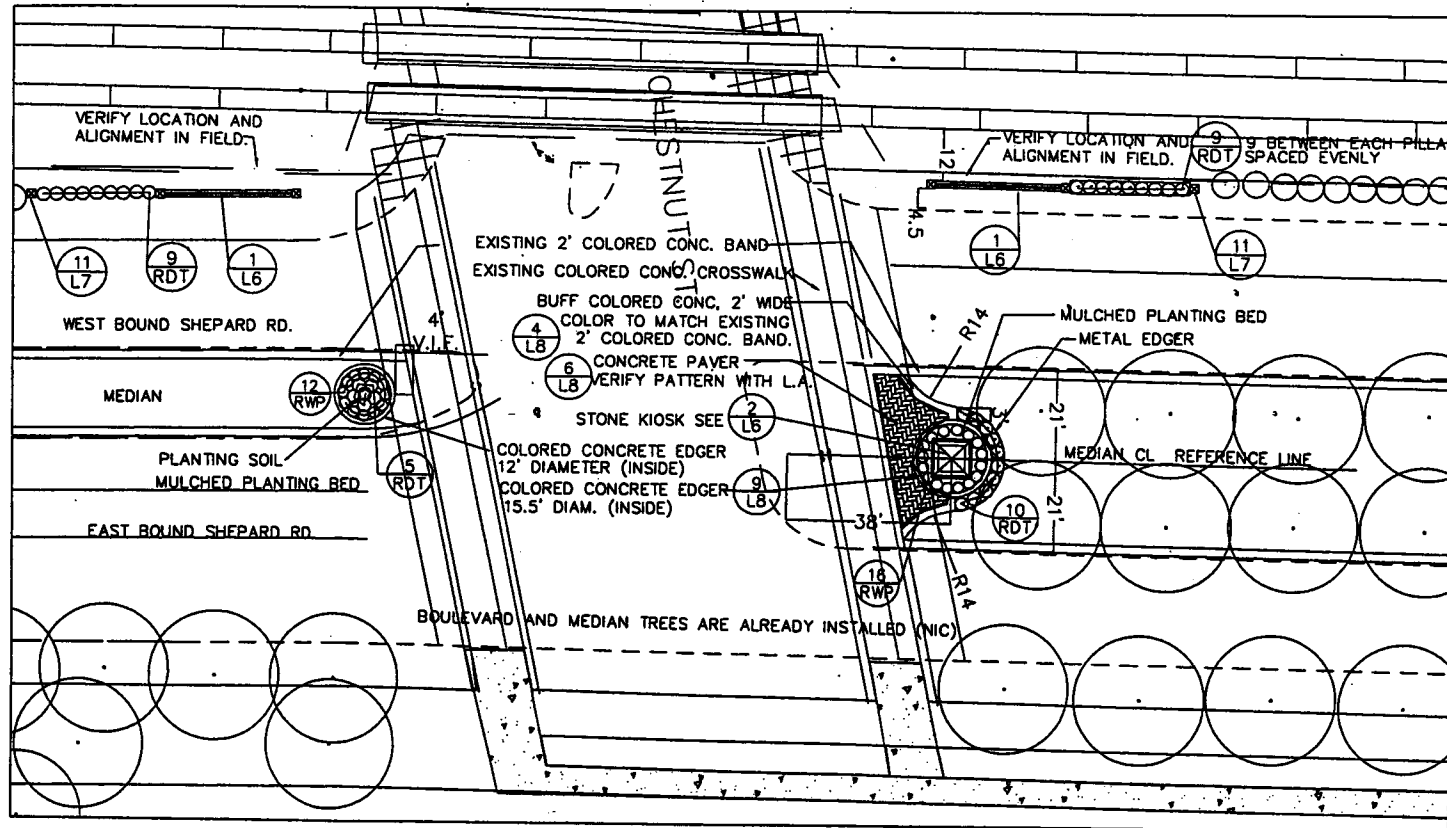 CHESTNUT ST
VERIFY LOCATION AND
ALIGNMENT IN FIELD.
11
L7
9
RDT
1
L6
WEST BOUND SHEPARD RD.
4'
V.I.F.
12
RWP
MEDIAN
PLANTING SOIL
MULCHED PLANTING BED
5
RDT
EAST BOUND SHEPARD RD.
EXISTING 2' COLORED CONC. BAND
EXISTING COLORED CONC. CROSSWALK
BUFF COLORED CONC, 2' WIDE
COLOR TO MATCH EXISTING
2' COLORED CONC. BAND.
4
L8
CONCRETE PAVER
VERIFY PATTERN WITH L.A.
6
L8
STONE KIOSK SEE
2
L6
COLORED CONCRETE EDGER
12' DIAMETER (INSIDE)
COLORED CONCRETE EDGER
15.5' DIAM. (INSIDE)
9
L8
38'
16
RWP
BOULEVARD AND MEDIAN TREES ARE ALREADY INSTALLED (NIC)
12
4.5
VERIFY LOCATION AND
ALIGNMENT IN FIELD.
9
RDT
9 BETWEEN EACH PILLA
SPACED EVENLY
1
L6
11
L7
R14
MULCHED PLANTING BED
METAL EDGER
3'
21'
MEDIAN CL REFERENCE LINE
21'
10
RDT
R14